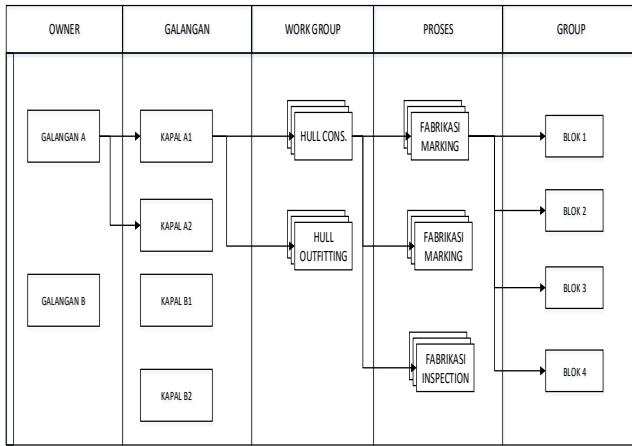 OWNER
GALANGAN
WORK GROUP
PROSES
GROUP
GALANGAN A
KAPAL A1
HULL CONS.
FABRIKASI
MARKING
BLOK 1
KAPAL A2
HULL
OUTFITTING
FABRIKASI
MARKING
BLOK 2
GALANGAN B
KAPAL B1
BLOK 3
KAPAL B2
FABRIKASI
INSPECTION
BLOK 4